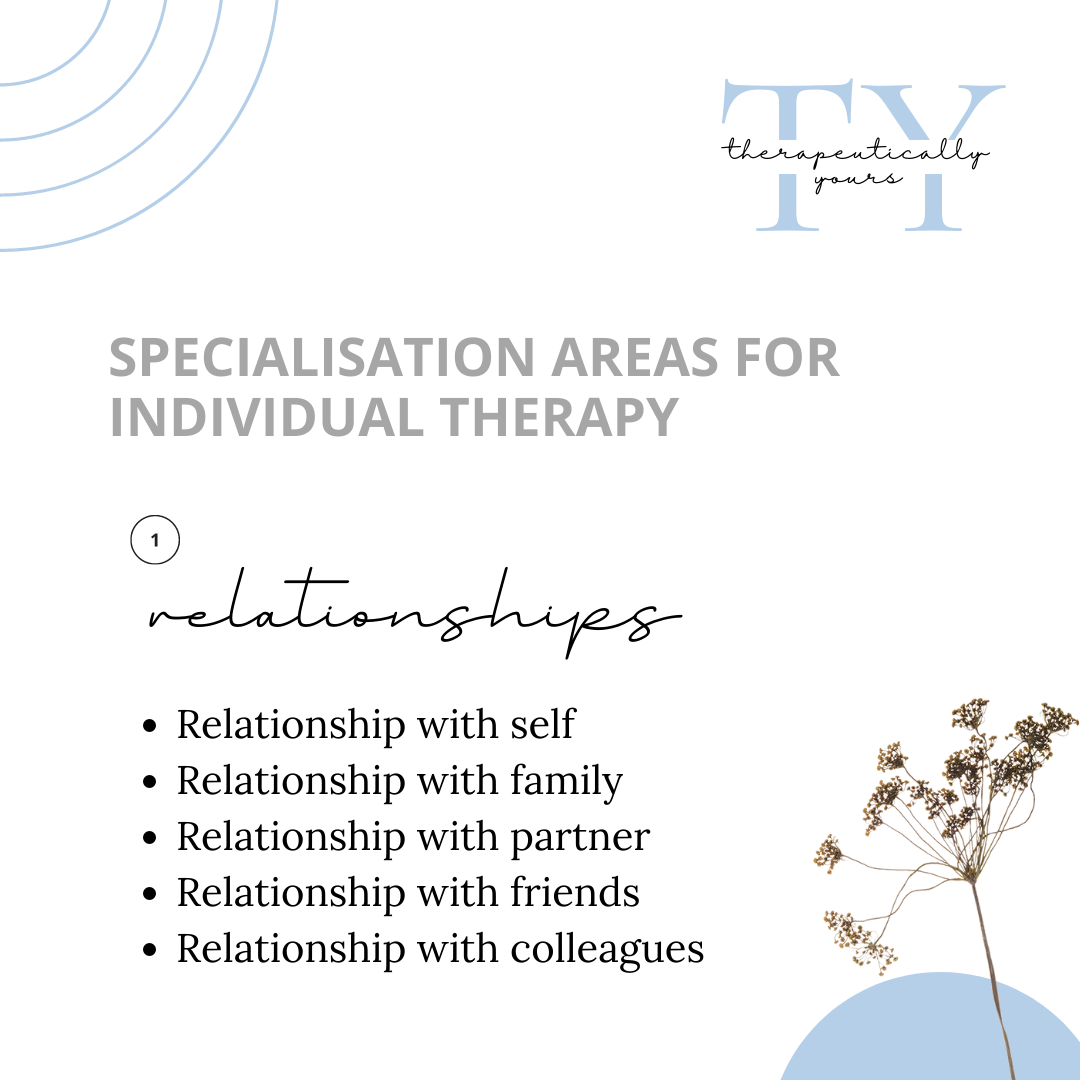 TY
therapeutically
yours
SPECIALISATION AREAS FOR
INDIVIDUAL THERAPY
1
relationships
• Relationship with self
• Relationship with family
• Relationship with partner
• Relationship with friends
• Relationship with colleagues